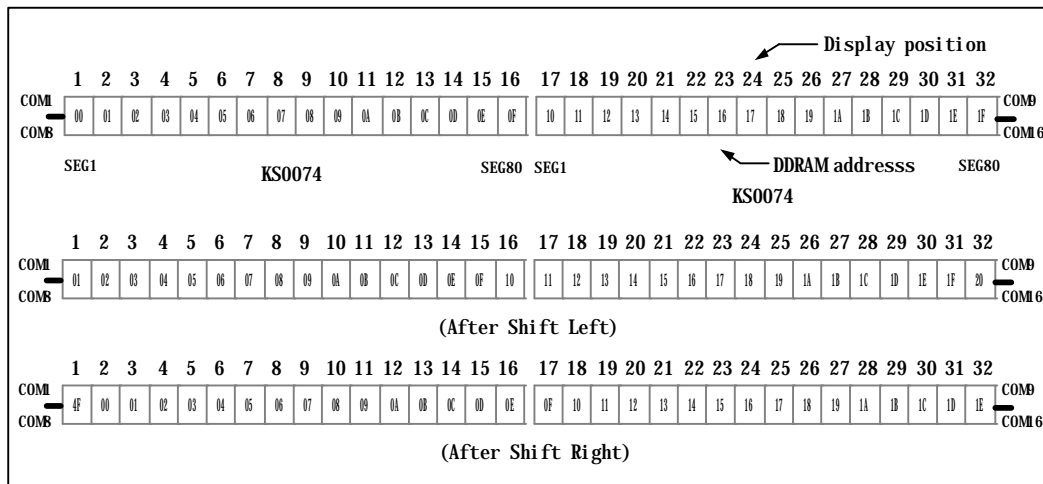 Display position
1 2 3 4 5 6 7 8 9 10 11 12 13 14 15 16 17 18 19 20 21 22 23 24 25 26 27 28 29 30 31 32
COM1 COM9
00 01 02 03 04 05 06 07 08 09 0A 0B 0C 0D 0E 0F 10 11 12 13 14 15 16 17 18 19 1A 1B 1C 1D 1E 1F
COM8 COM16
SEG1 SEG80 SEG1 DDRAM addresss SEG80
KS0074 KS0074
1 2 3 4 5 6 7 8 9 10 11 12 13 14 15 16 17 18 19 20 21 22 23 24 25 26 27 28 29 30 31 32
COM1 COM9
01 02 03 04 05 06 07 08 09 0A 0B 0C 0D 0E 0F 10 11 12 13 14 15 16 17 18 19 1A 1B 1C 1D 1E 1F 20
COM8 COM16
(After Shift Left)
1 2 3 4 5 6 7 8 9 10 11 12 13 14 15 16 17 18 19 20 21 22 23 24 25 26 27 28 29 30 31 32
COM1 COM9
4F 00 01 02 03 04 05 06 07 08 09 0A 0B 0C 0D 0E 0F 10 11 12 13 14 15 16 17 18 19 1A 1B 1C 1D 1E
COM8 COM16
(After Shift Right)